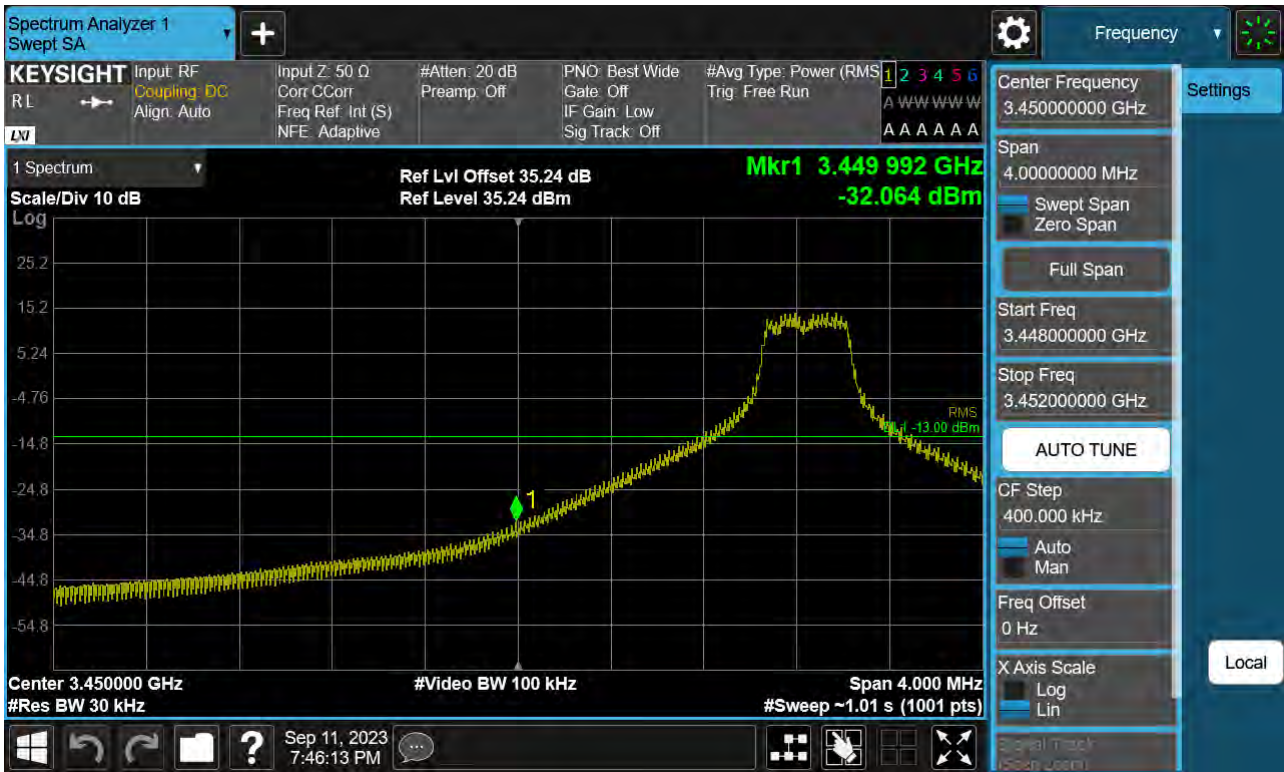 Spectrum Analyzer 1
Swept SA
+
Frequency
KEYSIGHT
RL
LXI
Input: RF
Coupling: DC
Align: Auto
Input Z: 50 Ω
Corr CCorr
Freq Ref: Int (S)
NFE: Adaptive
#Atten: 20 dB
Preamp: Off
PNO: Best Wide
Gate: Off
IF Gain: Low
Sig Track: Off
#Avg Type: Power (RMS
Trig: Free Run
1 2 3 4 5 6
A W W W W W
A A A A A A
1 Spectrum
Scale/Div 10 dB
Log
Ref Lvl Offset 35.24 dB
Ref Level 35.24 dBm
Mkr1 3.449 992 GHz
-32.064 dBm
25.2
15.2
5.24
-4.76
-14.8
-24.8
-34.8
-44.8
-54.8
1
RMS
-13.00 dBm
Center 3.450000 GHz
#Res BW 30 kHz
#Video BW 100 kHz
Span 4.000 MHz
#Sweep ~1.01 s (1001 pts)
Center Frequency
3.450000000 GHz
Settings
Span
4.00000000 MHz
Swept Span
Zero Span
Full Span
Start Freq
3.448000000 GHz
Stop Freq
3.452000000 GHz
AUTO TUNE
CF Step
400.000 kHz
Auto
Man
Freq Offset
0 Hz
X Axis Scale
Log
Lin
Local
Signal Track
(Span Zoom)
?
Sep 11, 2023
7:46:13 PM